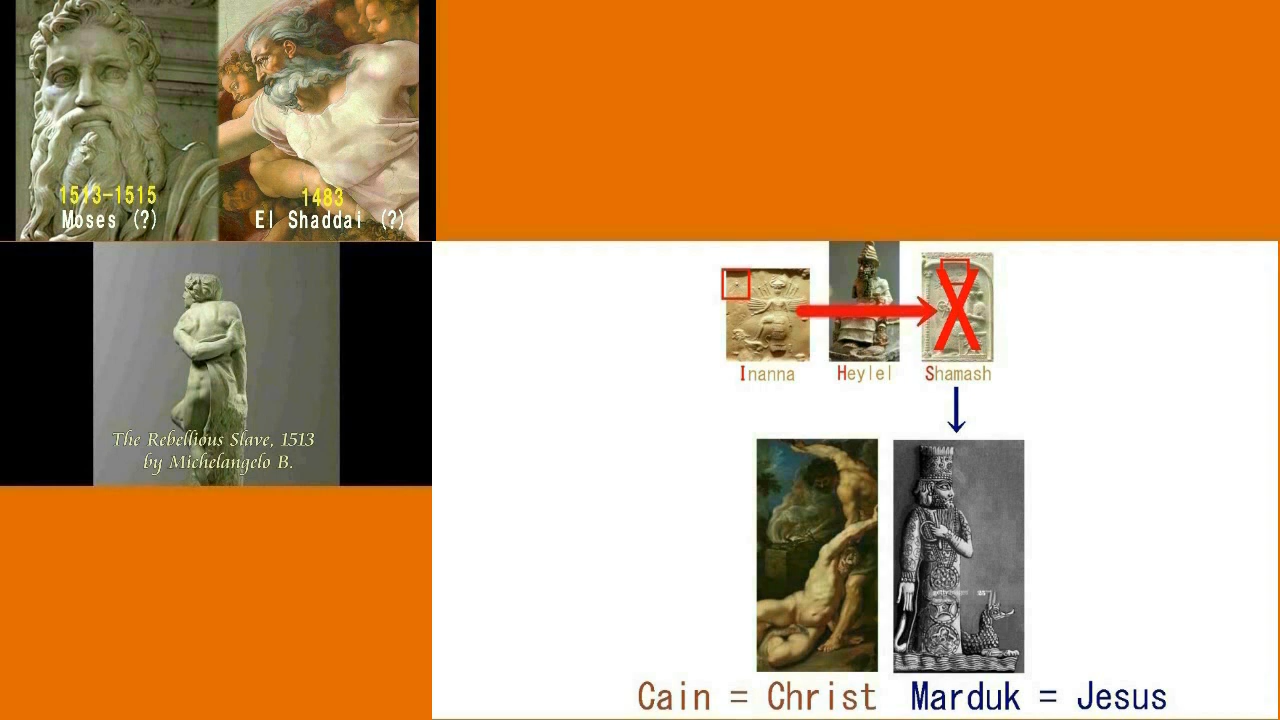 1513-1515
Moses (?)
1483
El Shaddai (?)
The Rebellious Slave, 1513
by Michelangelo B.
Inanna
Heylel
Shamash
X
Cain = Christ
Marduk = Jesus